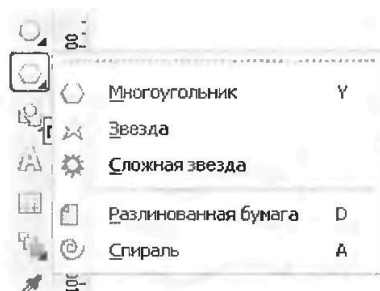 Многоугольник Y
Звезда
Сложная звезда
Разлинованная бумага D
Спираль A